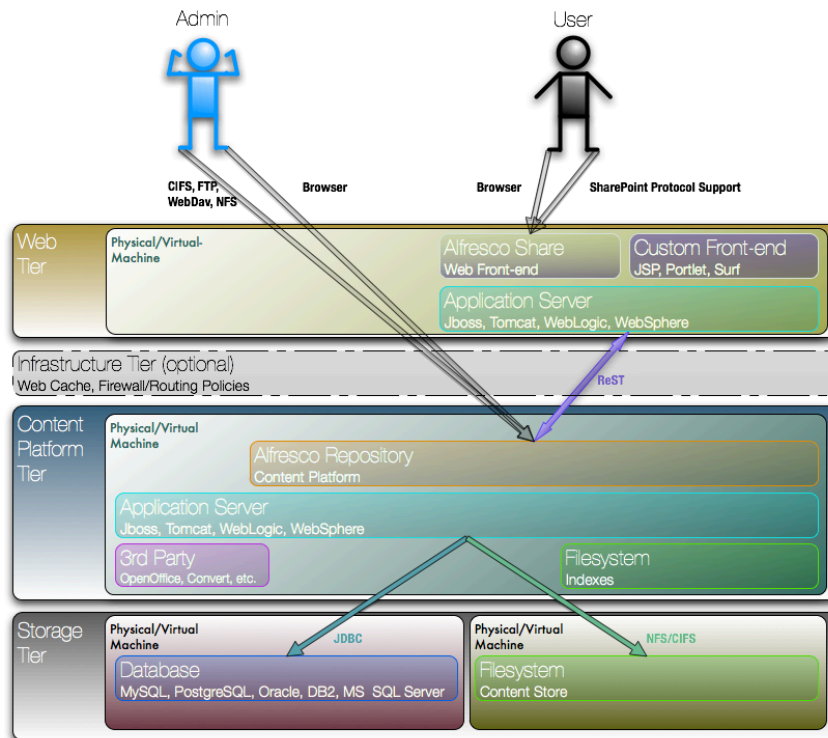 Admin
User
CIFS, FTP,
WebDav, NFS
Browser
Browser
SharePoint Protocol Support
Web
Tier
Physical/Virtual-
Machine
Alfresco Share
Web Front-end
Custom Front-end
JSP, Portlet, Surf
Application Server
Jboss, Tomcat, WebLogic, WebSphere
Infrastructure Tier (optional)
Web Cache, Firewall/Routing Policies
ReST
Content
Platform
Tier
Physical/Virtual
Machine
Alfresco Repository
Content Platform
Application Server
Jboss, Tomcat, WebLogic, WebSphere
3rd Party
OpenOffice, Convert, etc.
Filesystem
Indexes
Storage
Tier
Physical/Virtual
Machine
JDBC
Database
MySQL, PostgreSQL, Oracle, DB2, MS SQL Server
Physical/Virtual
Machine
NFS/CIFS
Filesystem
Content Store